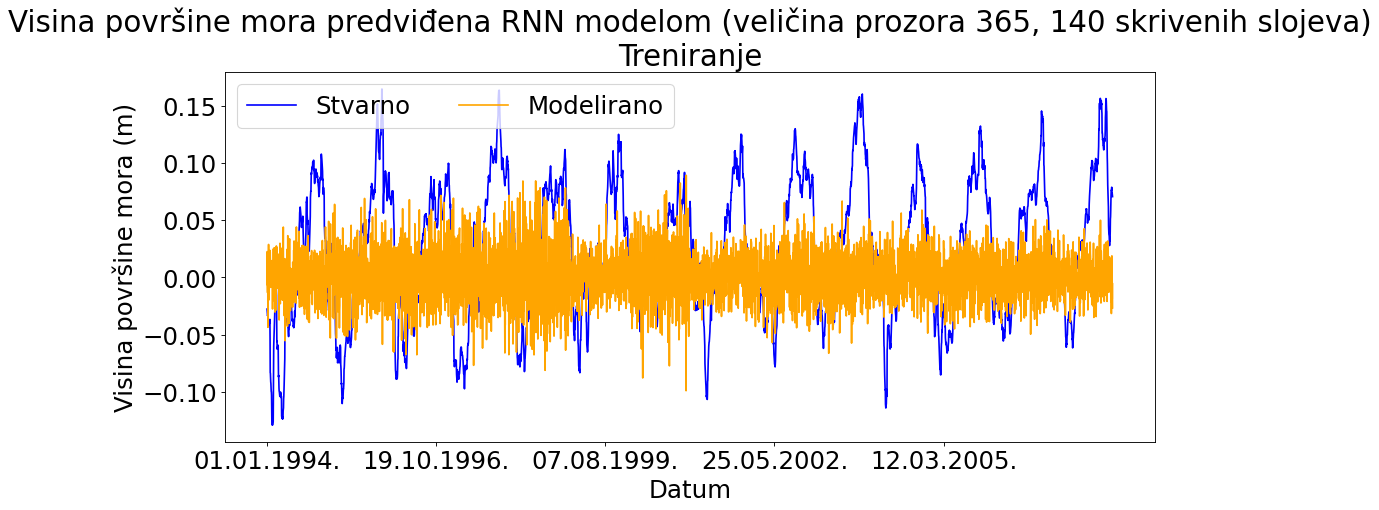 Visina površine mora predviđena RNN modelom (veličina prozora 365, 140 skrivenih slojeva)
Treniranje
Stvarno Modelirano
Visina površine mora (m)
0.15
0.10
0.05
0.00
−0.05
−0.10
01.01.1994. 19.10.1996. 07.08.1999. 25.05.2002. 12.03.2005.
Datum